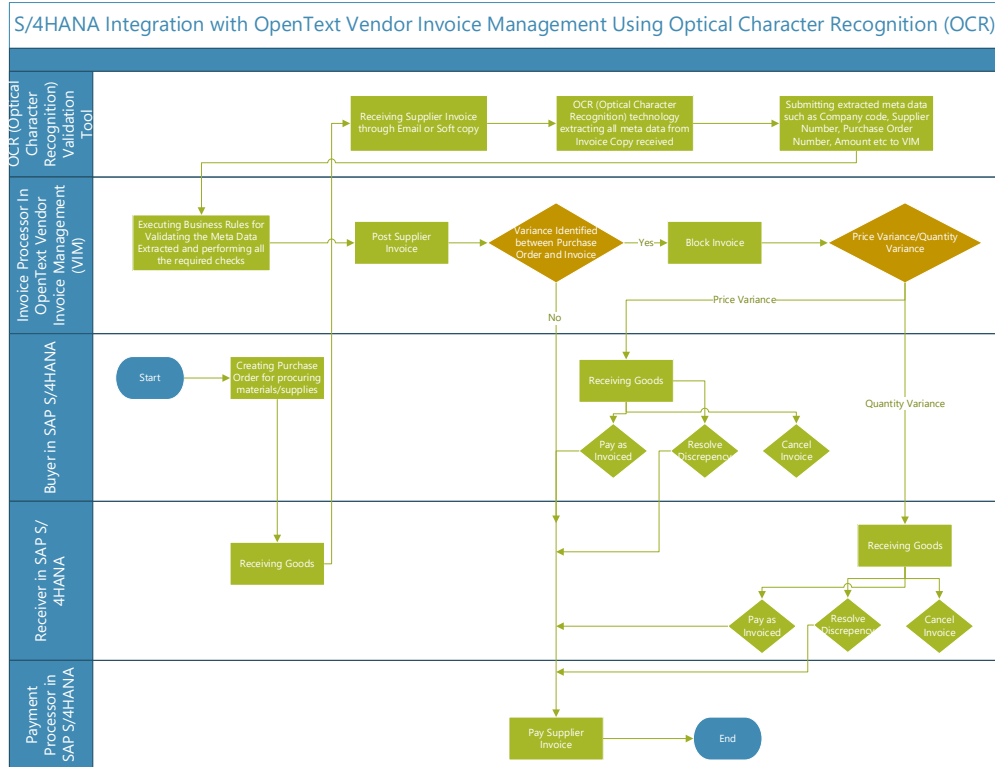 S/4HANA Integration with OpenText Vendor Invoice Management Using Optical Character Recognition (OCR)
OCR (Optical
Character
Recognition)
Validation
Tool
Receiving Supplier Invoice
through Email or Soft copy
OCR (Optical Character
Recognition) technology
extracting all meta data from
Invoice Copy received
Submitting extracted meta data
such as Company code, Supplier
Number, Purchase Order
Number, Amount etc to VIM
Invoice Processor In
OpenText Vendor
Invoice Management
(VIM)
Executing Business Rules for
Validating the Meta Data
Extracted and performing all
the required checks
Post Supplier
Invoice
Variance Identified
between Purchase
Order and Invoice
Yes
Block Invoice
Price Variance/Quantity
Variance
No
Price Variance
Quantity Variance
Buyer in SAP S/4HANA
Start
Creating Purchase
Order for procuring
materials/supplies
Receiving Goods
Pay as
Invoiced
Resolve
Discrepency
Cancel
Invoice
Receiver in SAP S/
4HANA
Receiving Goods
Receiving Goods
Pay as
Invoiced
Resolve
Discrepency
Cancel
Invoice
Payment
Processor in
SAP S/4HANA
Pay Supplier
Invoice
End